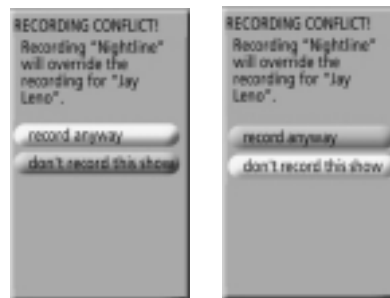 RECORDING CONFLICT!
Recording "Nightline"
will override the
recording for "Jay
Leno".
record anyway
don't record this show
RECORDING CONFLICT!
Recording "Nightline"
will override the
recording for "Jay
Leno".
record anyway
don't record this show